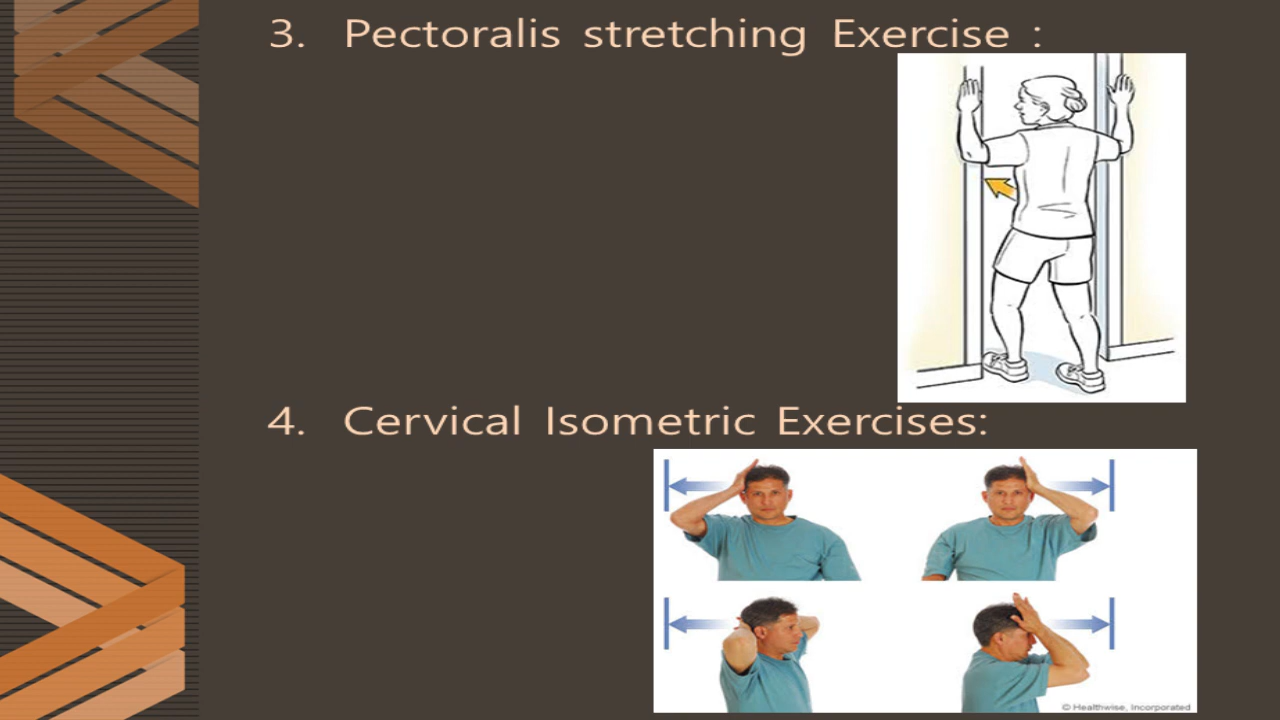 3. Pectoralis stretching Exercise :
4. Cervical Isometric Exercises:
© Healthwise, Incorporated